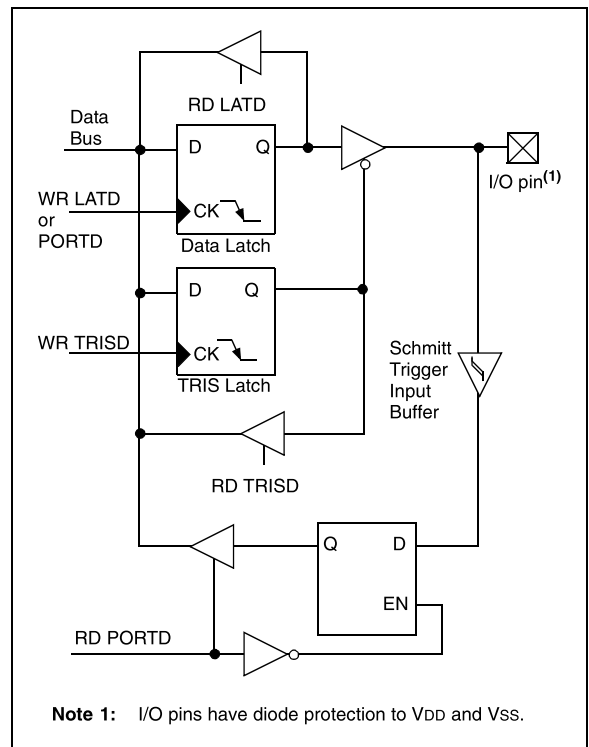 RD LATD
Data
Bus
D Q
WR LATD
or
PORTD
CK
Data Latch
I/O pin(1)
D Q
WR TRISD
CK
TRIS Latch
Schmitt
Trigger
Input
Buffer
RD TRISD
Q D
EN
RD PORTD
Note 1: I/O pins have diode protection to VDD and VSS.